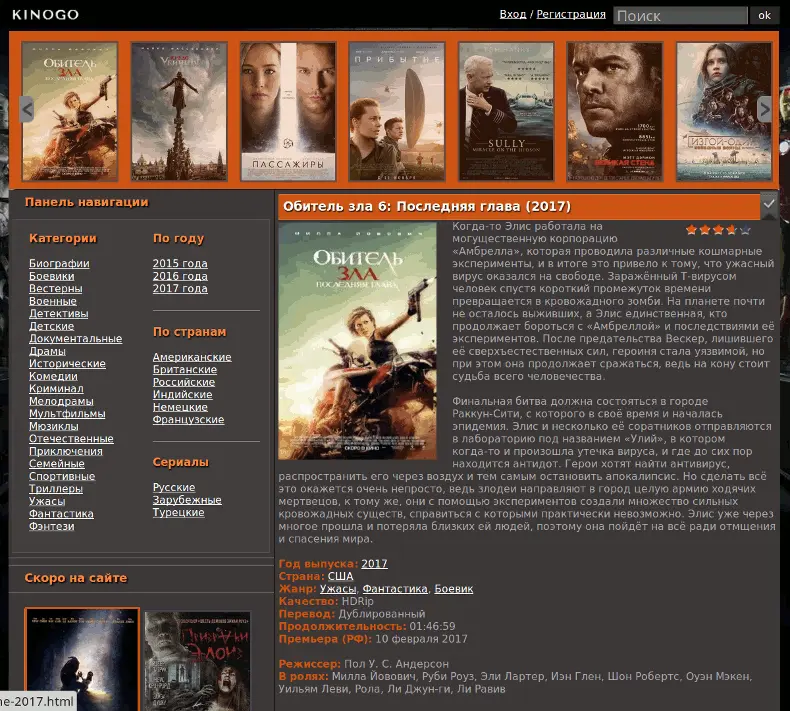 KINOGO
Вход / Регистрация
Поиск
ok
ОБИТЕЛЬ
ЗЛА
ПАССАЖИРЫ
ПРИБЫТИЕ
SULLY
MIRACLE ON THE HUDSON
ВЕЛИКАЯ СТЕНА
ИЗГОЙ-ОДИН
Панель навигации
Категории
Биографии
Боевики
Вестерны
Военные
Детективы
Детские
Документальные
Драмы
Исторические
Комедии
Криминал
Мелодрамы
Мультфильмы
Мюзиклы
Отечественные
Приключения
Семейные
Спортивные
Триллеры
Ужасы
Фантастика
Фэнтези
По году
2015 года
2016 года
2017 года
По странам
Американские
Британские
Российские
Индийские
Немецкие
Французские
Сериалы
Русские
Зарубежные
Турецкие
Скоро на сайте
Обитель зла 6: Последняя глава (2017)
МИЛЛА ЙОВОВИЧ
ОБИТЕЛЬ
ЗЛА
ПОСЛЕДНЯЯ ГЛАВА
СКОРО В КИНО
Когда-то Элис работала на
могущественную корпорацию
«Амбрелла», которая проводила различные кошмарные
эксперименты, и в итоге это привело к тому, что ужасный
вирус оказался на свободе. Заражённый Т-вирусом
человек спустя короткий промежуток времени
превращается в кровожадного зомби. На планете почти
не осталось выживших, а Элис единственная, кто
продолжает бороться с «Амбреллой» и последствиями её
экспериментов. После предательства Вескер, лишившего
её сверхъестественных сил, героиня стала уязвимой, но
при этом она продолжает сражаться, ведь на кону стоит
судьба всего человечества.
Финальная битва должна состояться в городе
Раккун-Сити, с которого в своё время и началась
эпидемия. Элис и несколько её соратников отправляются
в лабораторию под названием «Улий», в котором
когда-то и произошла утечка вируса, и где до сих пор
находится антидот. Герои хотят найти антивирус,
распространить его через воздух и тем самым остановить апокалипсис. Но сделать всё
это окажется очень непросто, ведь злодеи направляют в город целую армию ходячих
мертвецов, к тому же, они с помощью экспериментов создали множество сильных
кровожадных существ, справиться с которыми практически невозможно. Элис уже через
многое прошла и потеряла близких ей людей, поэтому она пойдёт на всё ради отмщения
и спасения мира.
Год выпуска: 2017
Страна: США
Жанр: Ужасы, Фантастика, Боевик
Качество: HDRip
Перевод: Дублированный
Продолжительность: 01:46:59
Премьера (РФ): 10 февраля 2017
Режиссер: Пол У. С. Андерсон
В ролях: Милла Йовович, Руби Роуз, Эли Лартер, Иэн Глен, Шон Робертс, Оуэн Мэкен,
Уильям Леви, Рола, Ли Джун-ги, Ли Равив
ne-2017.html